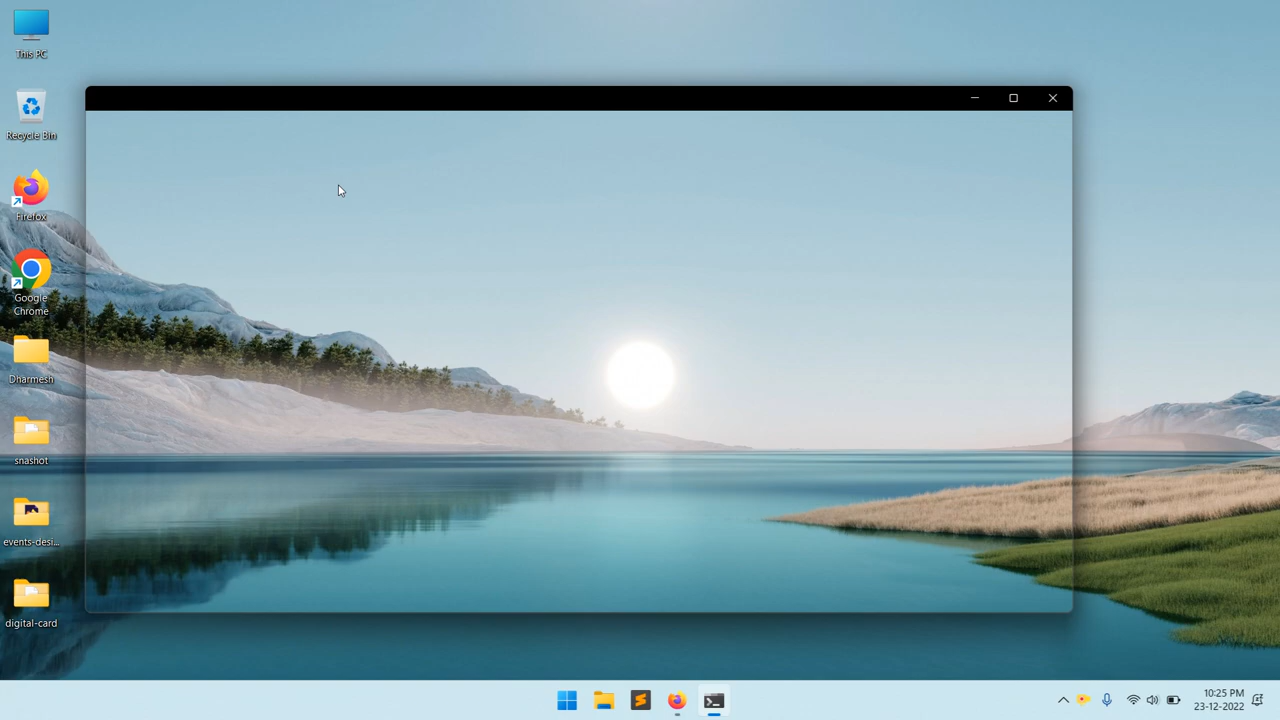 This PC
Recycle Bin
Firefox
Google
Chrome
Dharmesh
snashot
events-desi...
digital-card
10:25 PM
23-12-2022